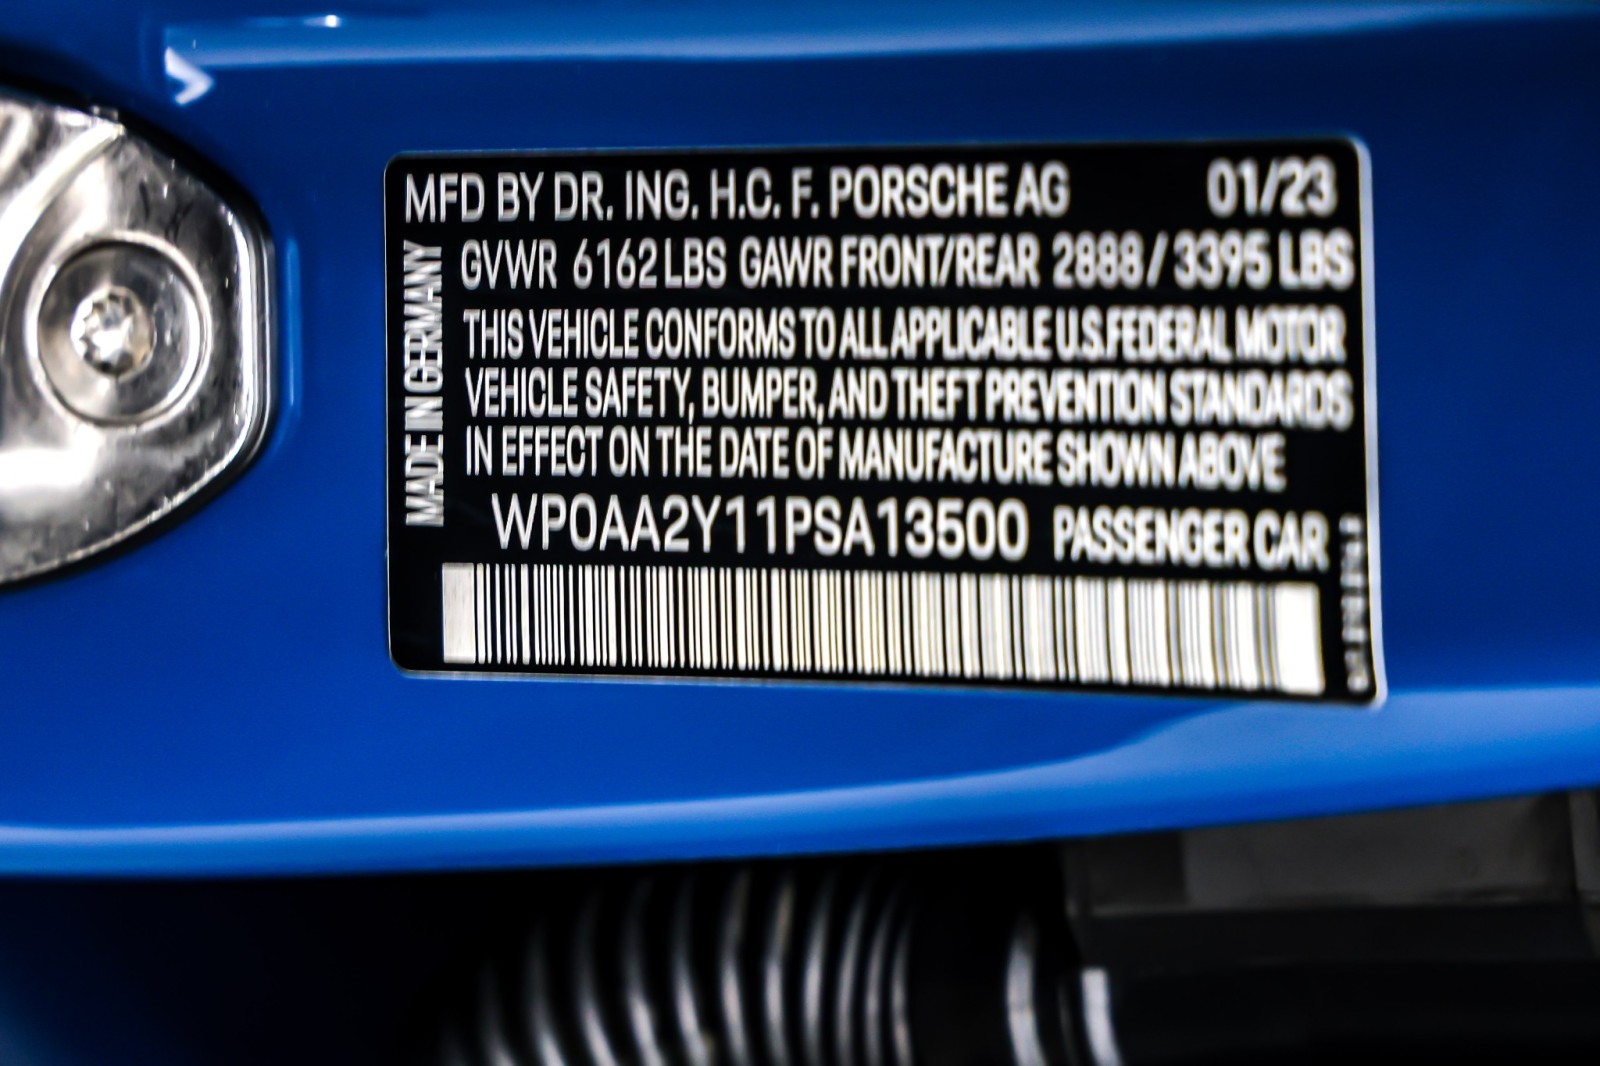 MFD BY DR. ING. H.C. F. PORSCHE AG 01/23
GVWR 6162 LBS GAWR FRONT/REAR 2888 / 3395 LBS
THIS VEHICLE CONFORMS TO ALL APPLICABLE U.S. FEDERAL MOTOR
VEHICLE SAFETY, BUMPER, AND THEFT PREVENTION STANDARDS
IN EFFECT ON THE DATE OF MANUFACTURE SHOWN ABOVE
WP0AA2Y11PSA13500 PASSENGER CAR
MADE IN GERMANY